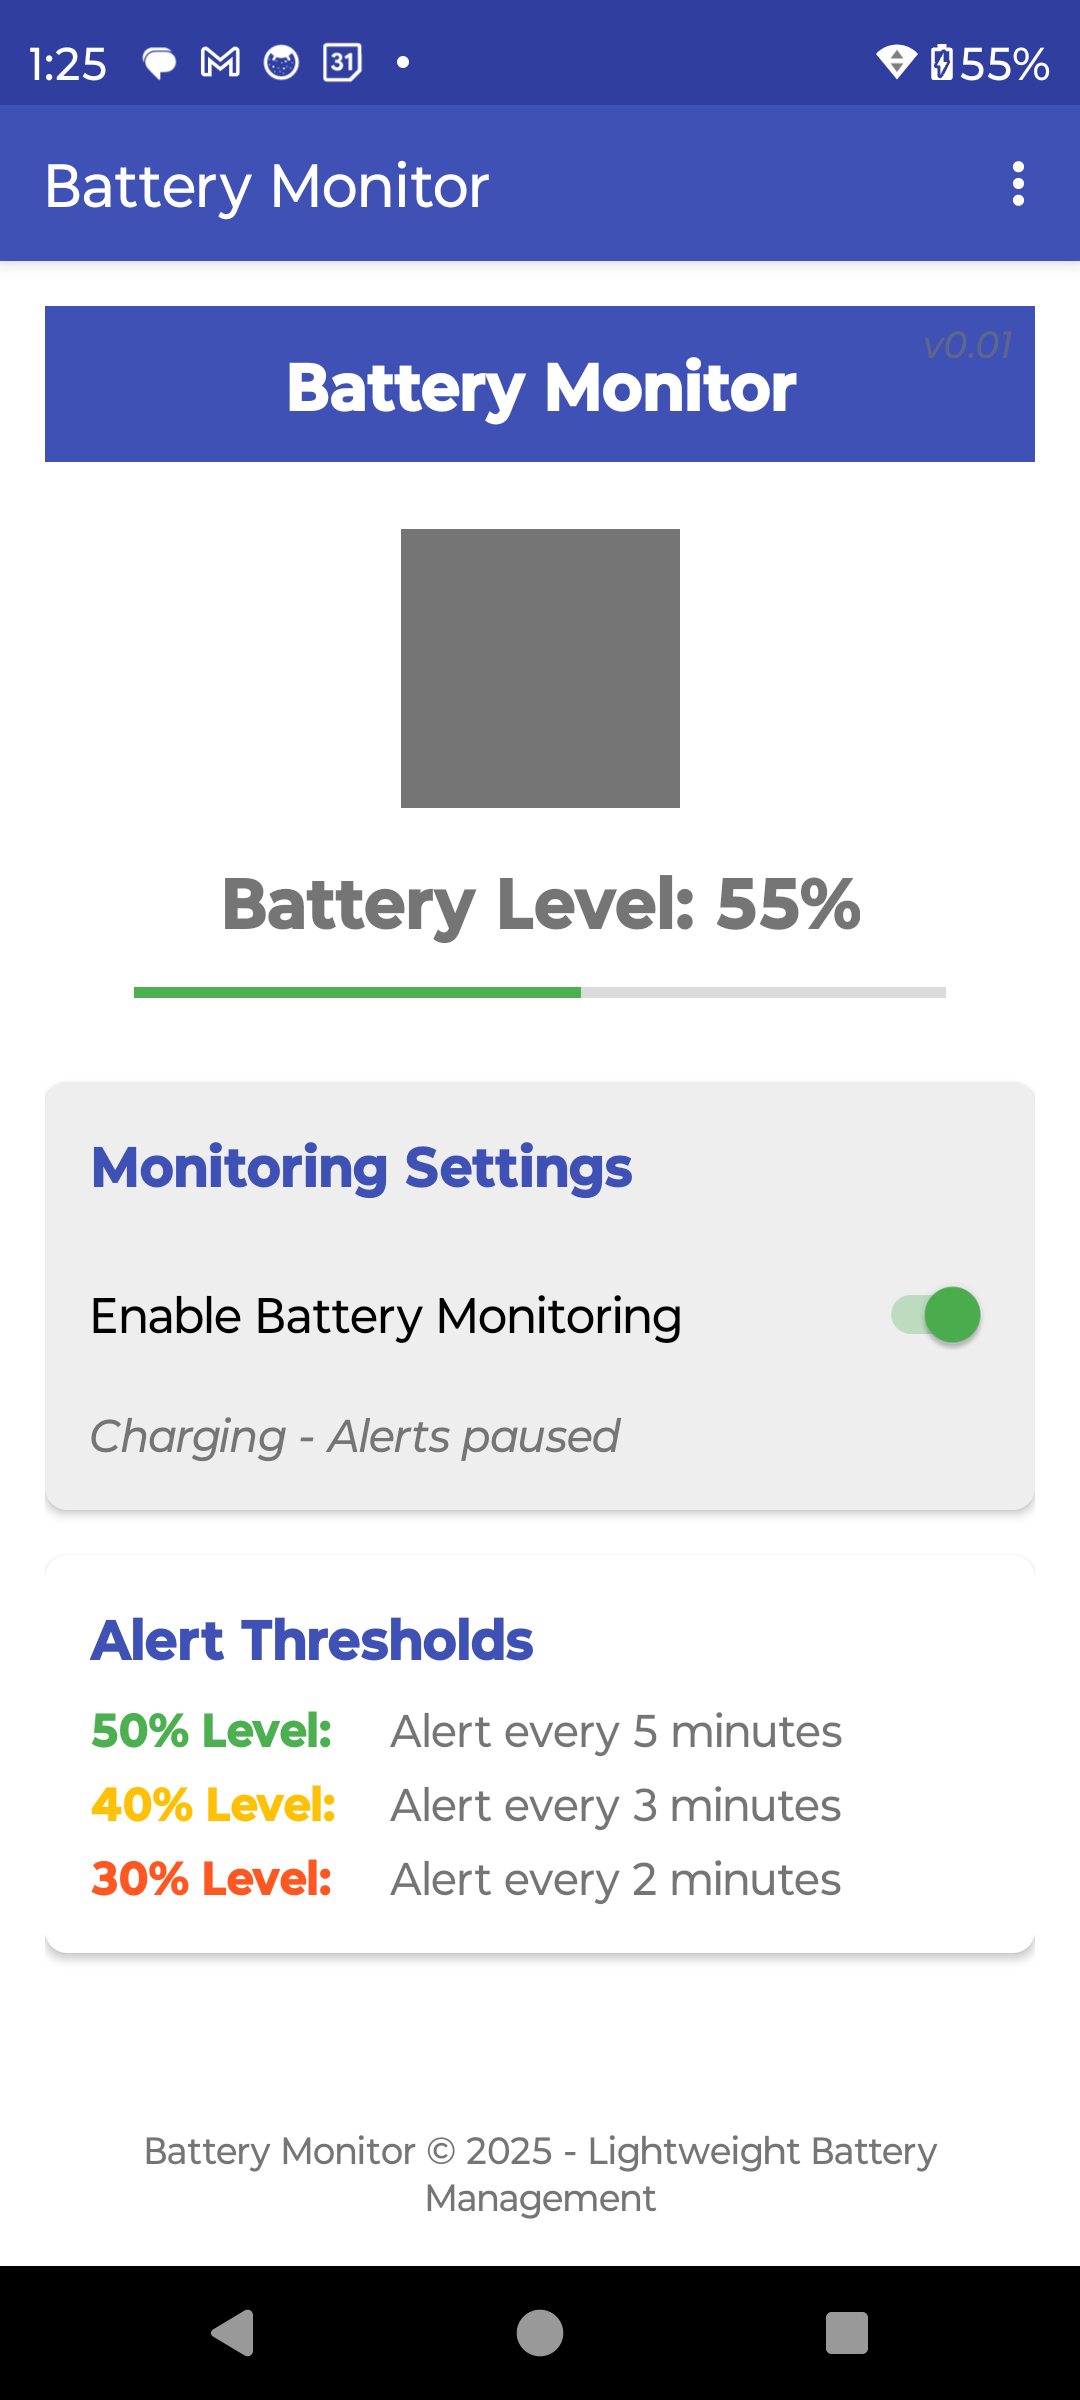 1:25
31
55%
Battery Monitor
v0.01
Battery Monitor
Battery Level: 55%
Monitoring Settings
Enable Battery Monitoring
Charging - Alerts paused
Alert Thresholds
50% Level: Alert every 5 minutes
40% Level: Alert every 3 minutes
30% Level: Alert every 2 minutes
Battery Monitor © 2025 - Lightweight Battery
Management